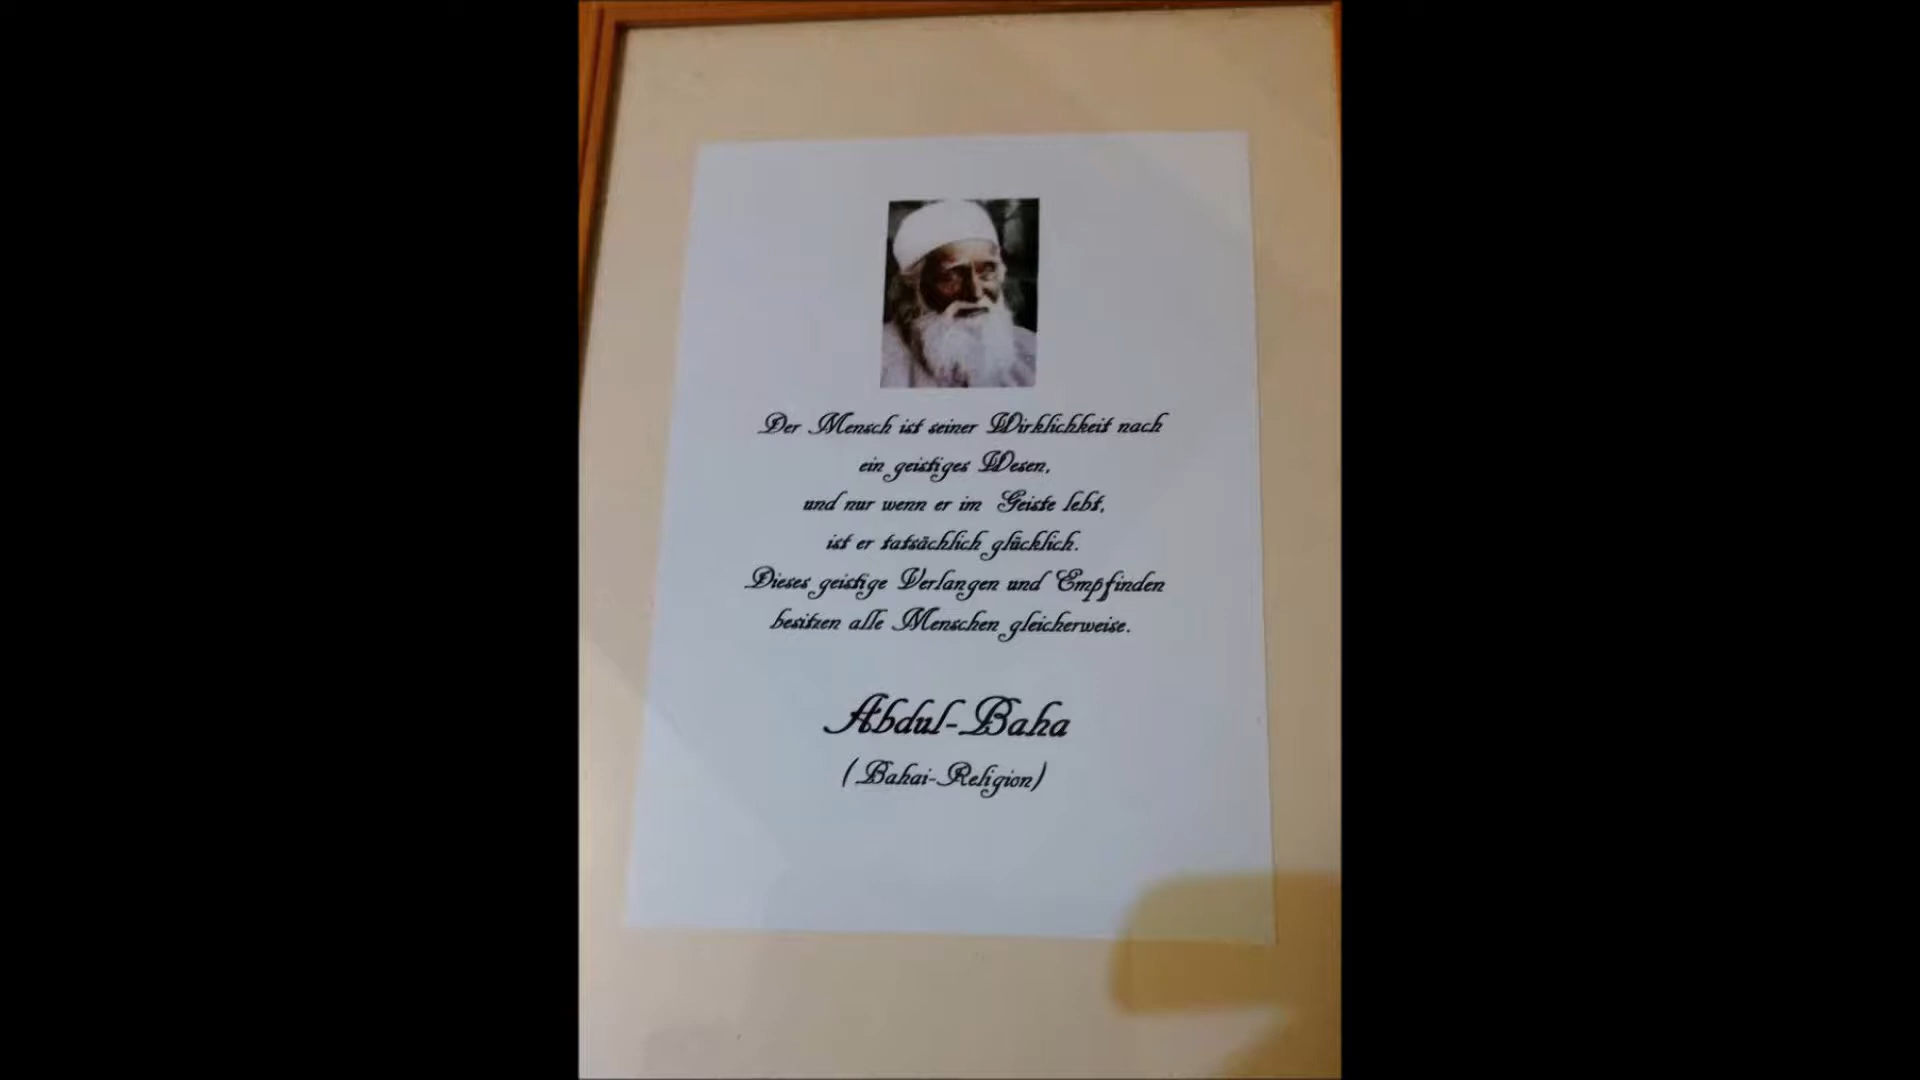 Der Mensch ist seiner Wirklichkeit nach
ein geistiges Wesen,
und nur wenn er im Geiste lebt,
ist er tatsächlich glücklich.
Dieses geistige Verlangen und Empfinden
besitzen alle Menschen gleicherweise.
Abdul-Baha
(Bahai-Religion)